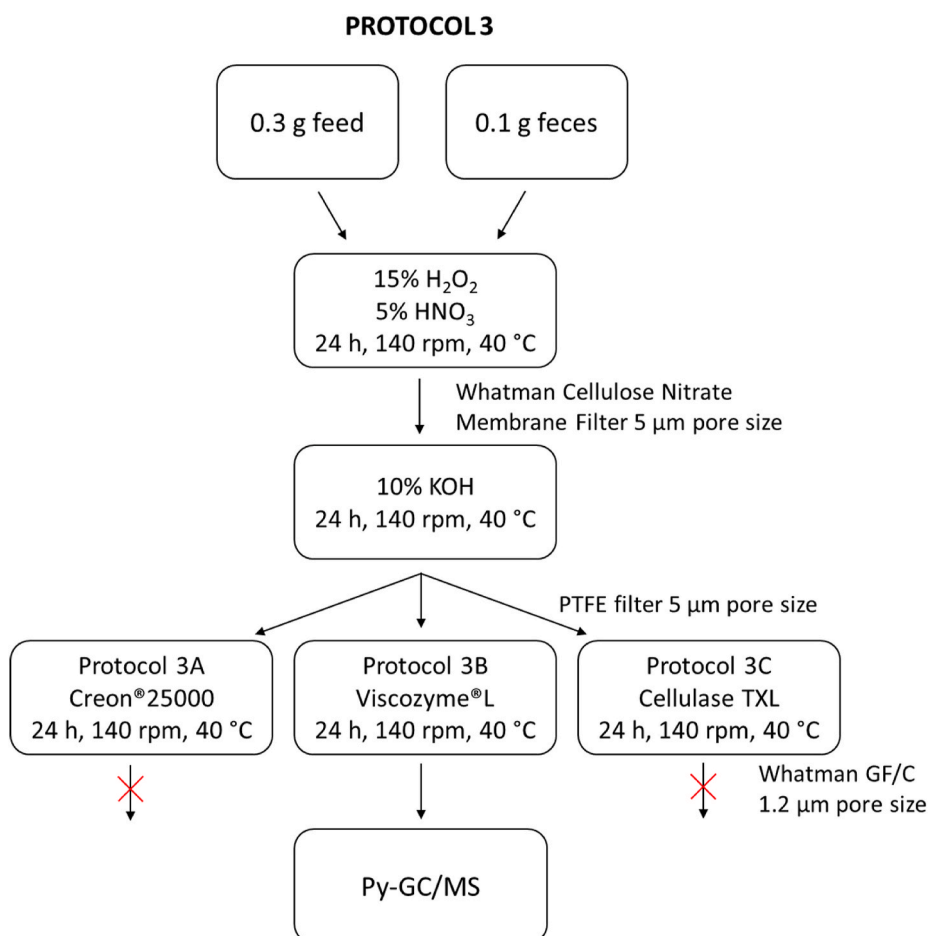 PROTOCOL 3
0.3 g feed
0.1 g feces
15% H₂O₂
5% HNO₃
24 h, 140 rpm, 40 °C
Whatman Cellulose Nitrate
Membrane Filter 5 µm pore size
10% KOH
24 h, 140 rpm, 40 °C
PTFE filter 5 µm pore size
Protocol 3A
Creon®25000
24 h, 140 rpm, 40 °C
Protocol 3B
Viscozyme®L
24 h, 140 rpm, 40 °C
Protocol 3C
Cellulase TXL
24 h, 140 rpm, 40 °C
Whatman GF/C
1.2 µm pore size
Py-GC/MS